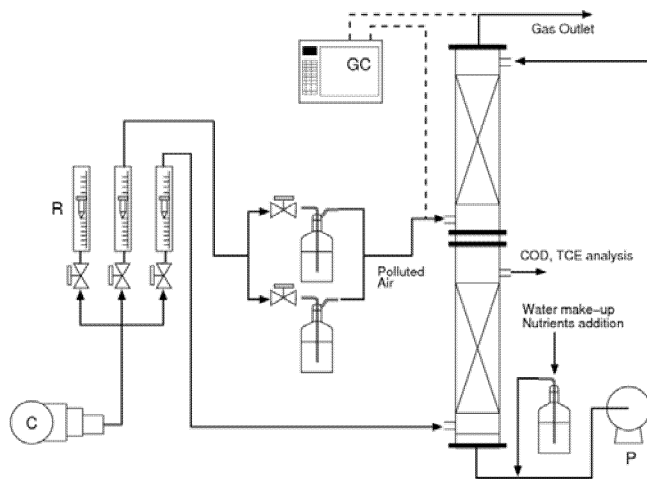 Gas Outlet
GC
R
COD, TCE analysis
Polluted
Air
Water make-up
Nutrients addition
C
P